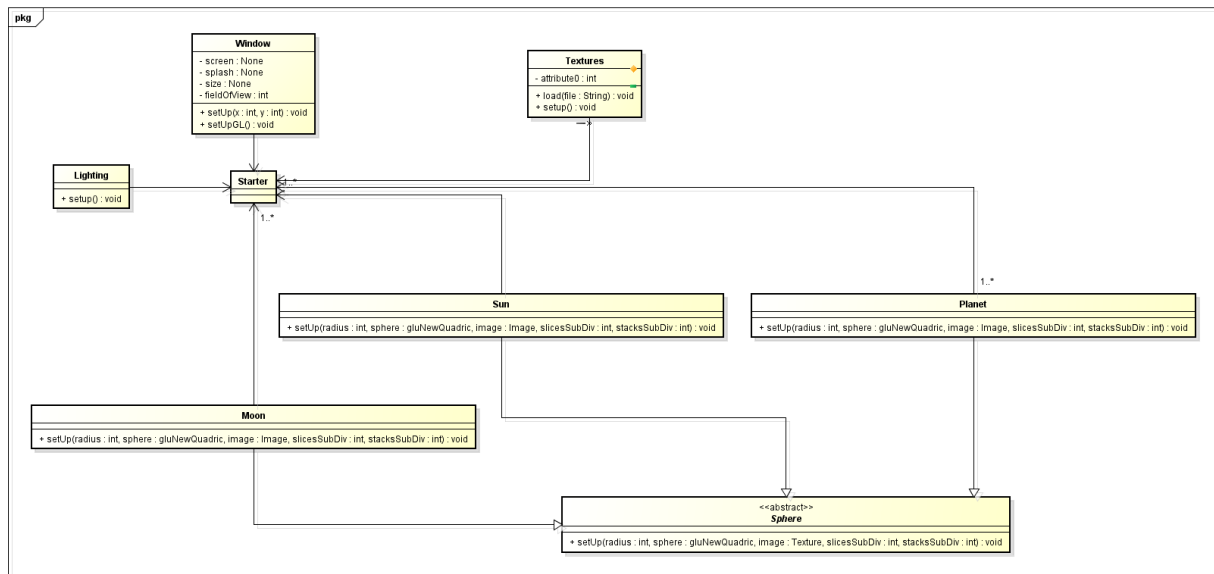 pkg
Window
- screen : None
- splash : None
- size : None
- fieldOfView : int
+ setUp(x : int, y : int) : void
+ setUpGL() : void
Textures
- attribute0 : int
+ load(file : String) : void
+ setup() : void
Lighting
+ setup() : void
Starter
1..*
1..*
1..*
Sun
+ setUp(radius : int, sphere : gluNewQuadric, image : Image, slicesSubDiv : int, stacksSubDiv : int) : void
Planet
+ setUp(radius : int, sphere : gluNewQuadric, image : Image, slicesSubDiv : int, stacksSubDiv : int) : void
Moon
+ setUp(radius : int, sphere : gluNewQuadric, image : Image, slicesSubDiv : int, stacksSubDiv : int) : void
<<abstract>>
Sphere
+ setUp(radius : int, sphere : gluNewQuadric, image : Texture, slicesSubDiv : int, stacksSubDiv : int) : void